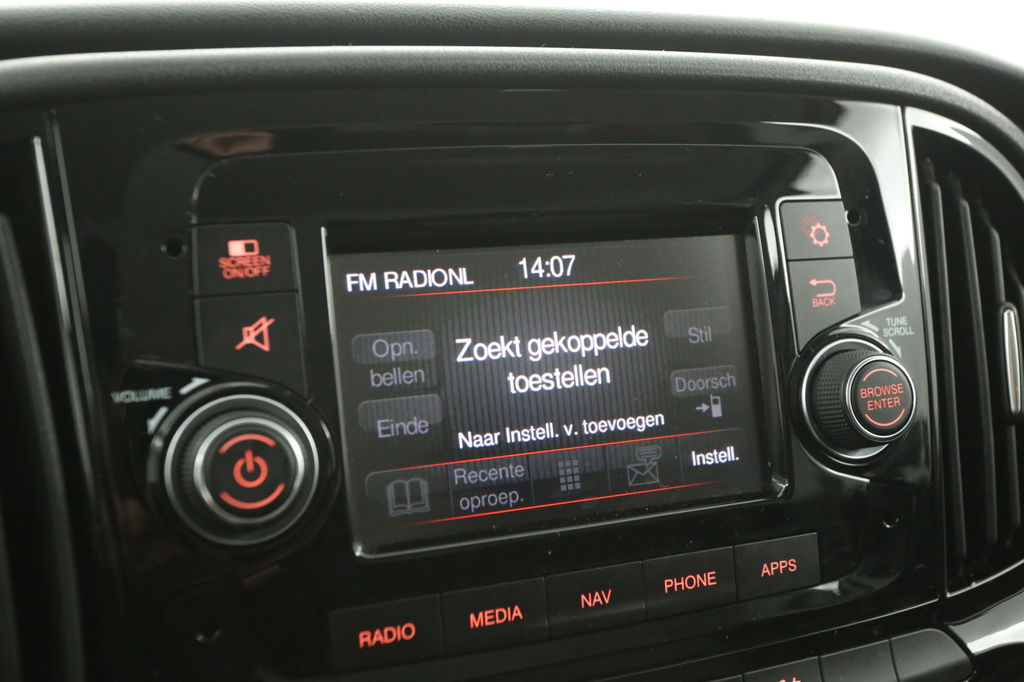 SCREEN
ON/OFF
VOLUME
FM RADIONL 14:07
Opn.
bellen
Einde
Zoekt gekoppelde
toestellen
Naar Instell. v. toevoegen
Stil
Doorsch
Recente
oproep.
Instell.
BACK
TUNE
SCROLL
BROWSE
ENTER
RADIO
MEDIA
NAV
PHONE
APPS